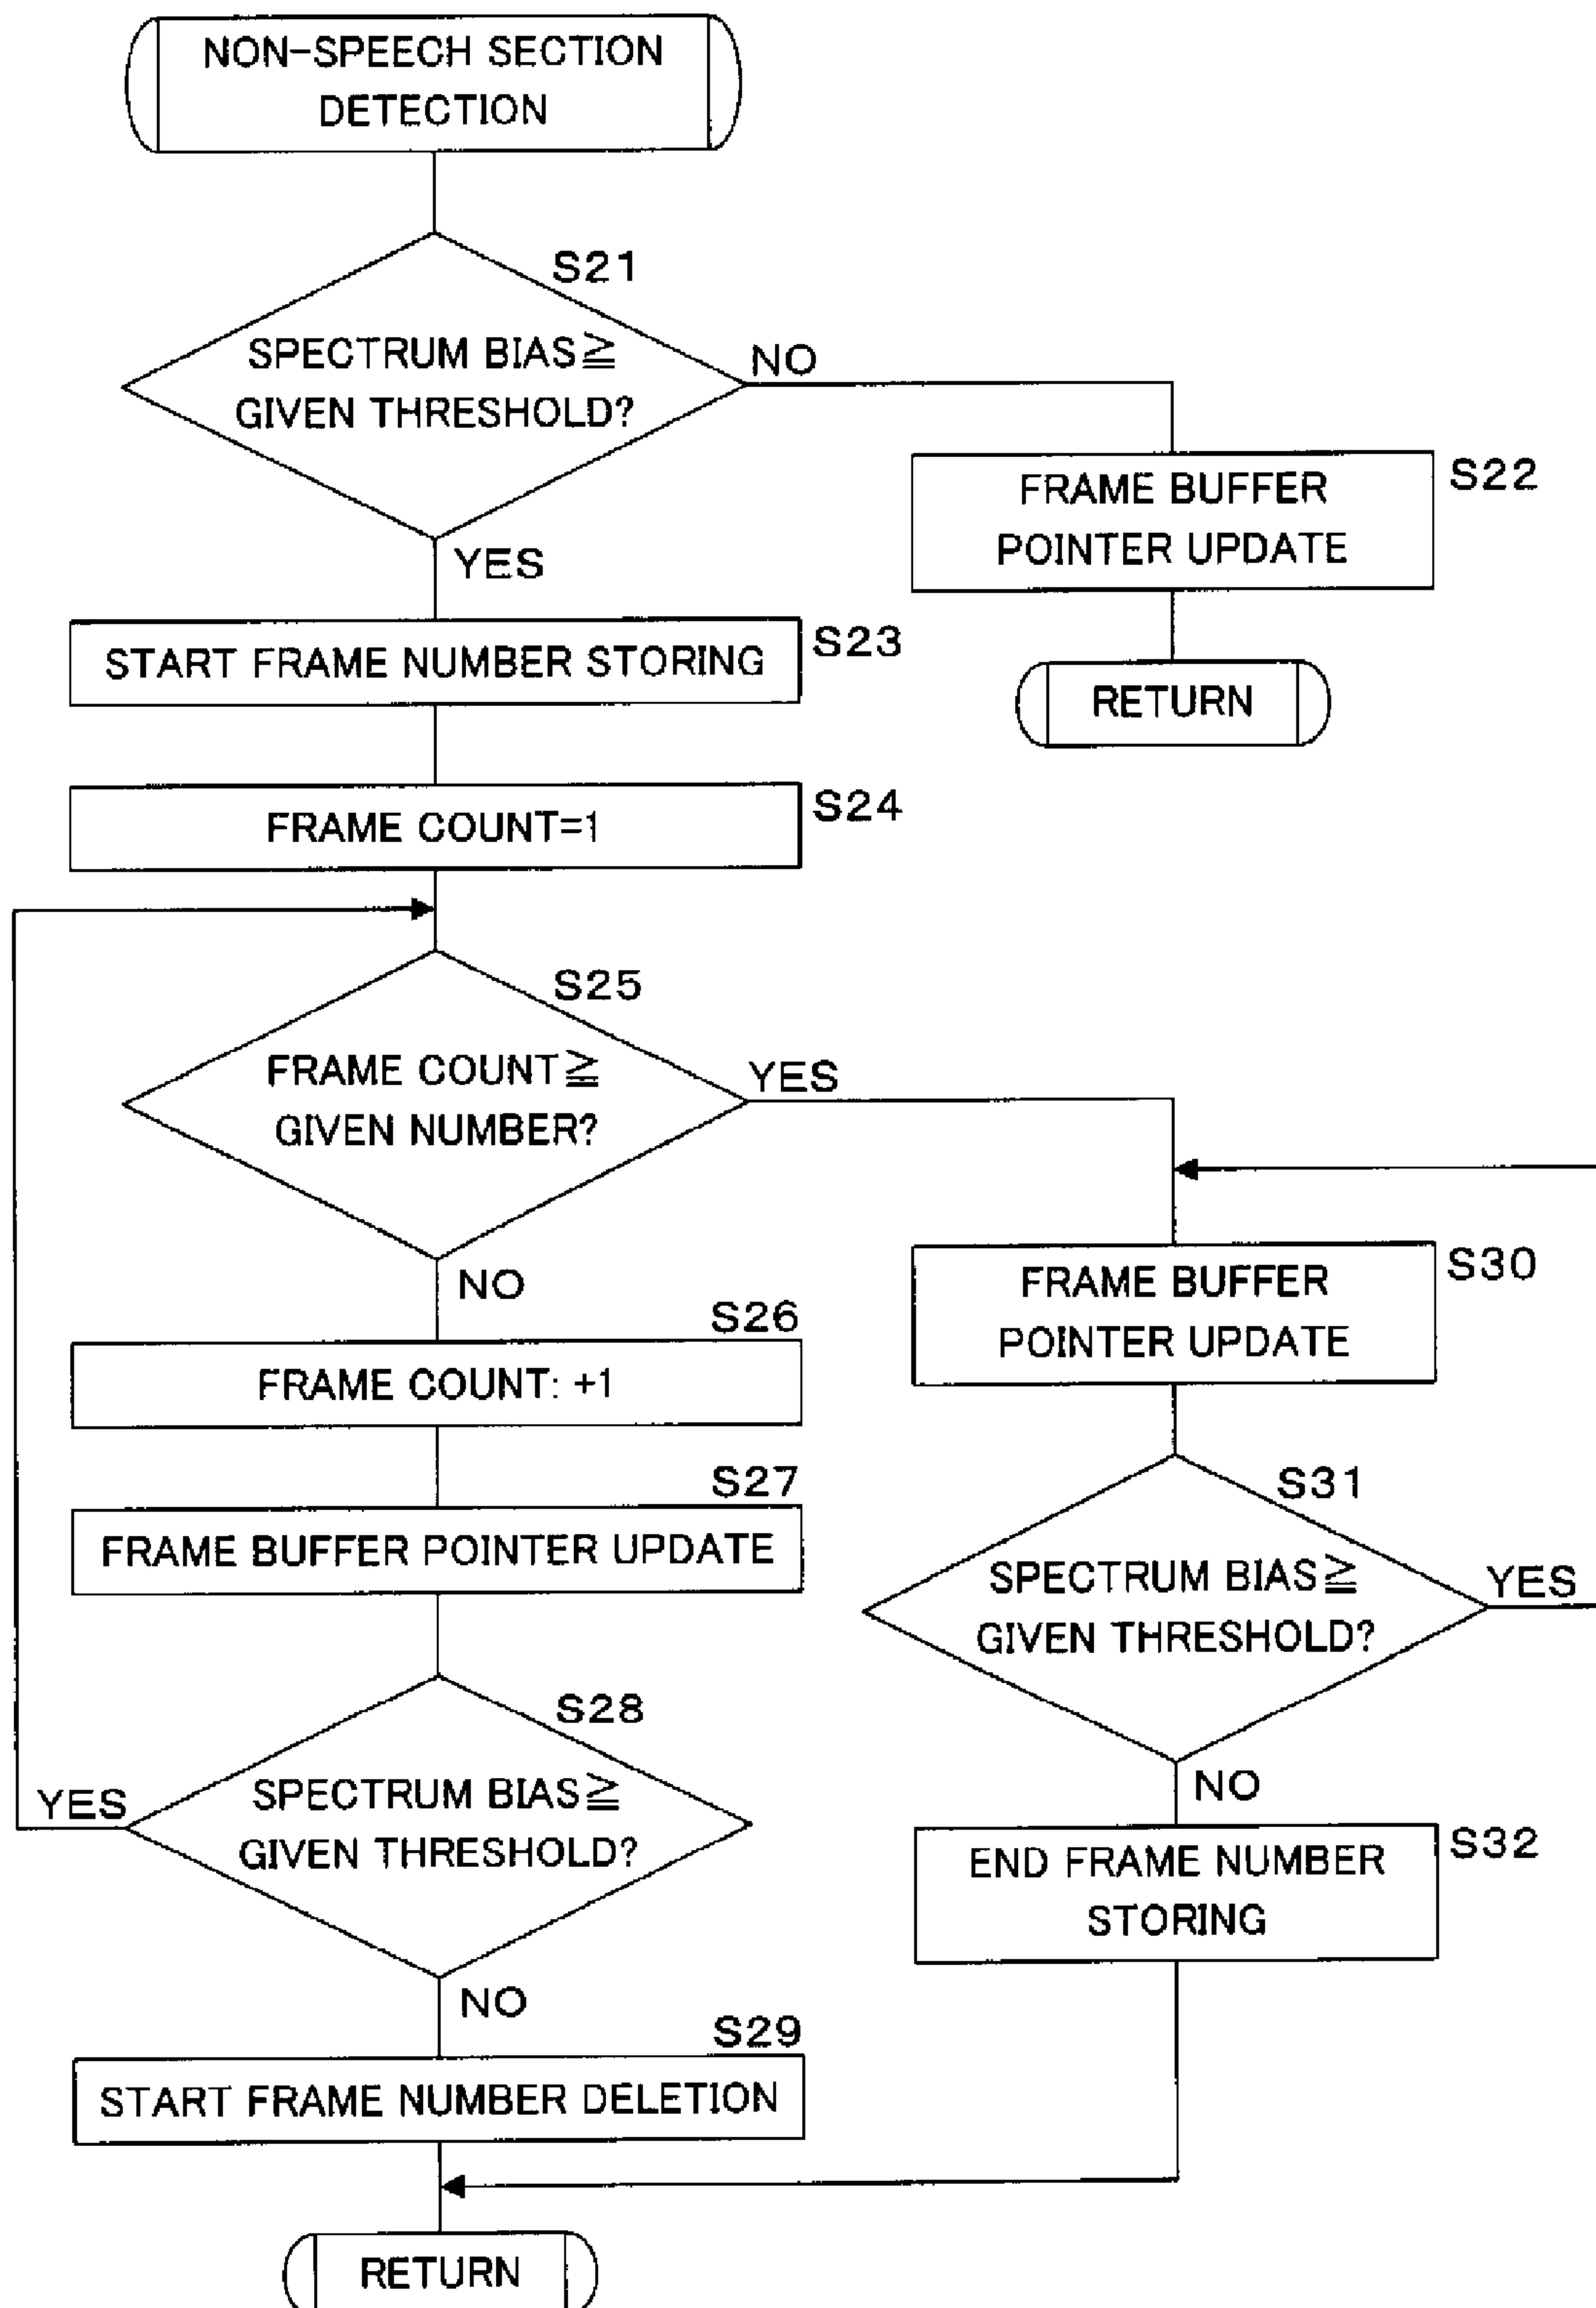 NON-SPEECH SECTION
DETECTION
S21
SPECTRUM BIAS≧
GIVEN THRESHOLD?
NO
YES
FRAME BUFFER
POINTER UPDATE
S22
RETURN
START FRAME NUMBER STORING
S23
FRAME COUNT=1
S24
S25
FRAME COUNT≧
GIVEN NUMBER?
YES
NO
S26
FRAME COUNT: +1
S27
FRAME BUFFER POINTER UPDATE
S28
SPECTRUM BIAS≧
GIVEN THRESHOLD?
YES
NO
S29
START FRAME NUMBER DELETION
FRAME BUFFER
POINTER UPDATE
S30
S31
SPECTRUM BIAS≧
GIVEN THRESHOLD?
YES
NO
END FRAME NUMBER
STORING
S32
RETURN